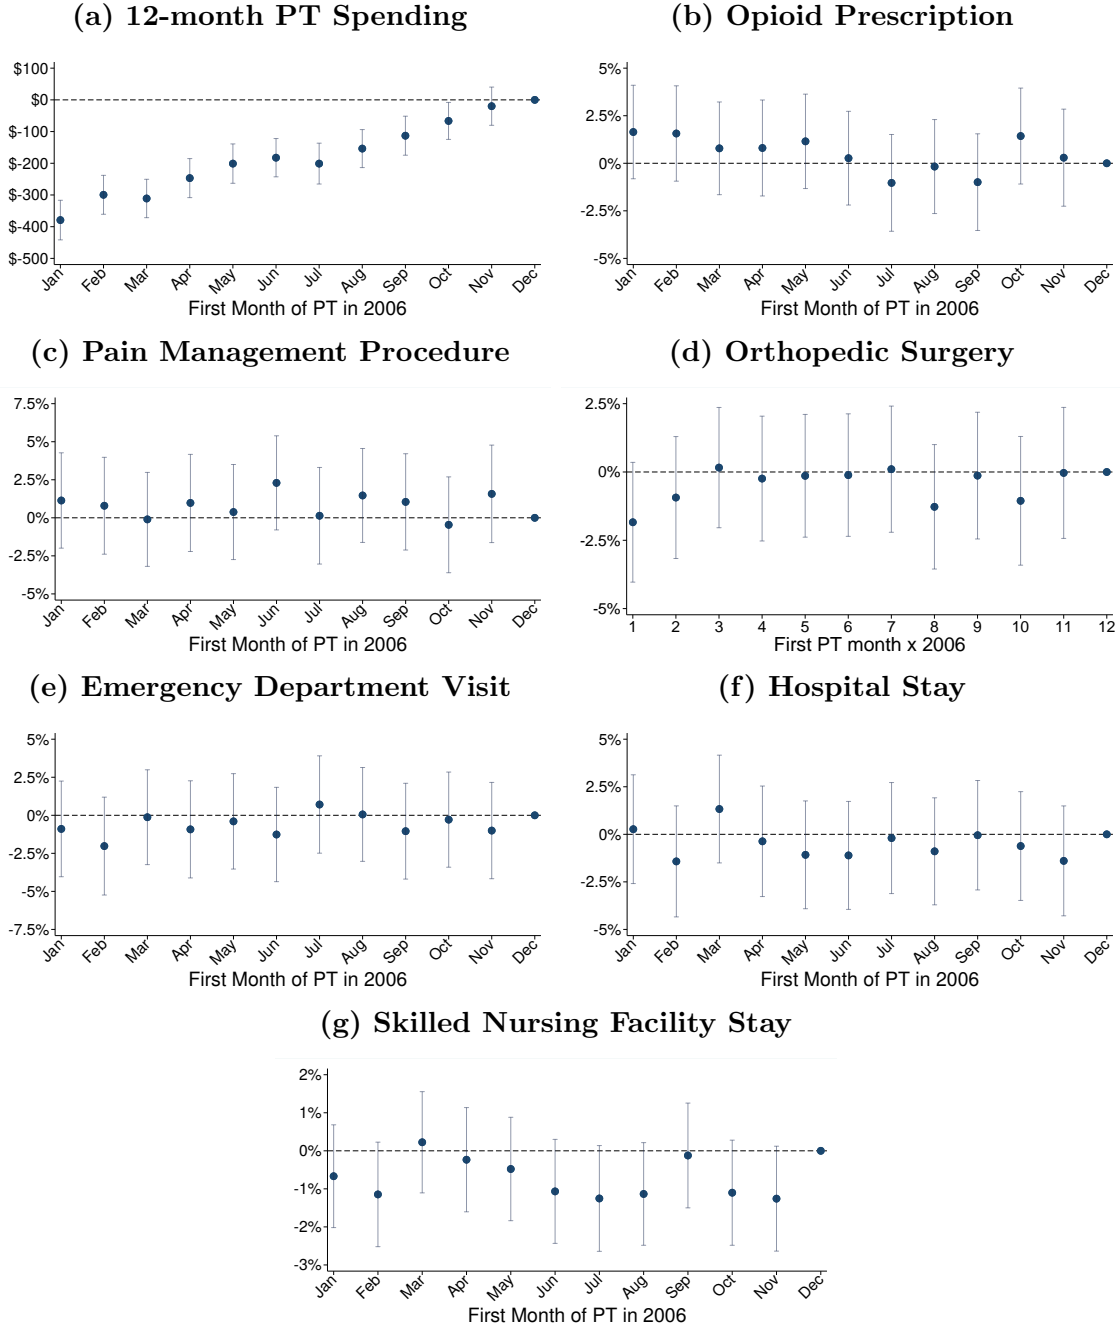 (a) 12-month PT Spending
$100
$0
$-100
$-200
$-300
$-400
$-500
Jan Feb Mar Apr May Jun Jul Aug Sep Oct Nov Dec
First Month of PT in 2006
(b) Opioid Prescription
5%
2.5%
0%
-2.5%
-5%
Jan Feb Mar Apr May Jun Jul Aug Sep Oct Nov Dec
First Month of PT in 2006
(c) Pain Management Procedure
7.5%
5%
2.5%
0%
-2.5%
-5%
Jan Feb Mar Apr May Jun Jul Aug Sep Oct Nov Dec
First Month of PT in 2006
(d) Orthopedic Surgery
2.5%
0%
-2.5%
-5%
1 2 3 4 5 6 7 8 9 10 11 12
First PT month x 2006
(e) Emergency Department Visit
5%
2.5%
0%
-2.5%
-5%
-7.5%
Jan Feb Mar Apr May Jun Jul Aug Sep Oct Nov Dec
First Month of PT in 2006
(f) Hospital Stay
5%
2.5%
0%
-2.5%
-5%
Jan Feb Mar Apr May Jun Jul Aug Sep Oct Nov Dec
First Month of PT in 2006
(g) Skilled Nursing Facility Stay
2%
1%
0%
-1%
-2%
-3%
Jan Feb Mar Apr May Jun Jul Aug Sep Oct Nov Dec
First Month of PT in 2006